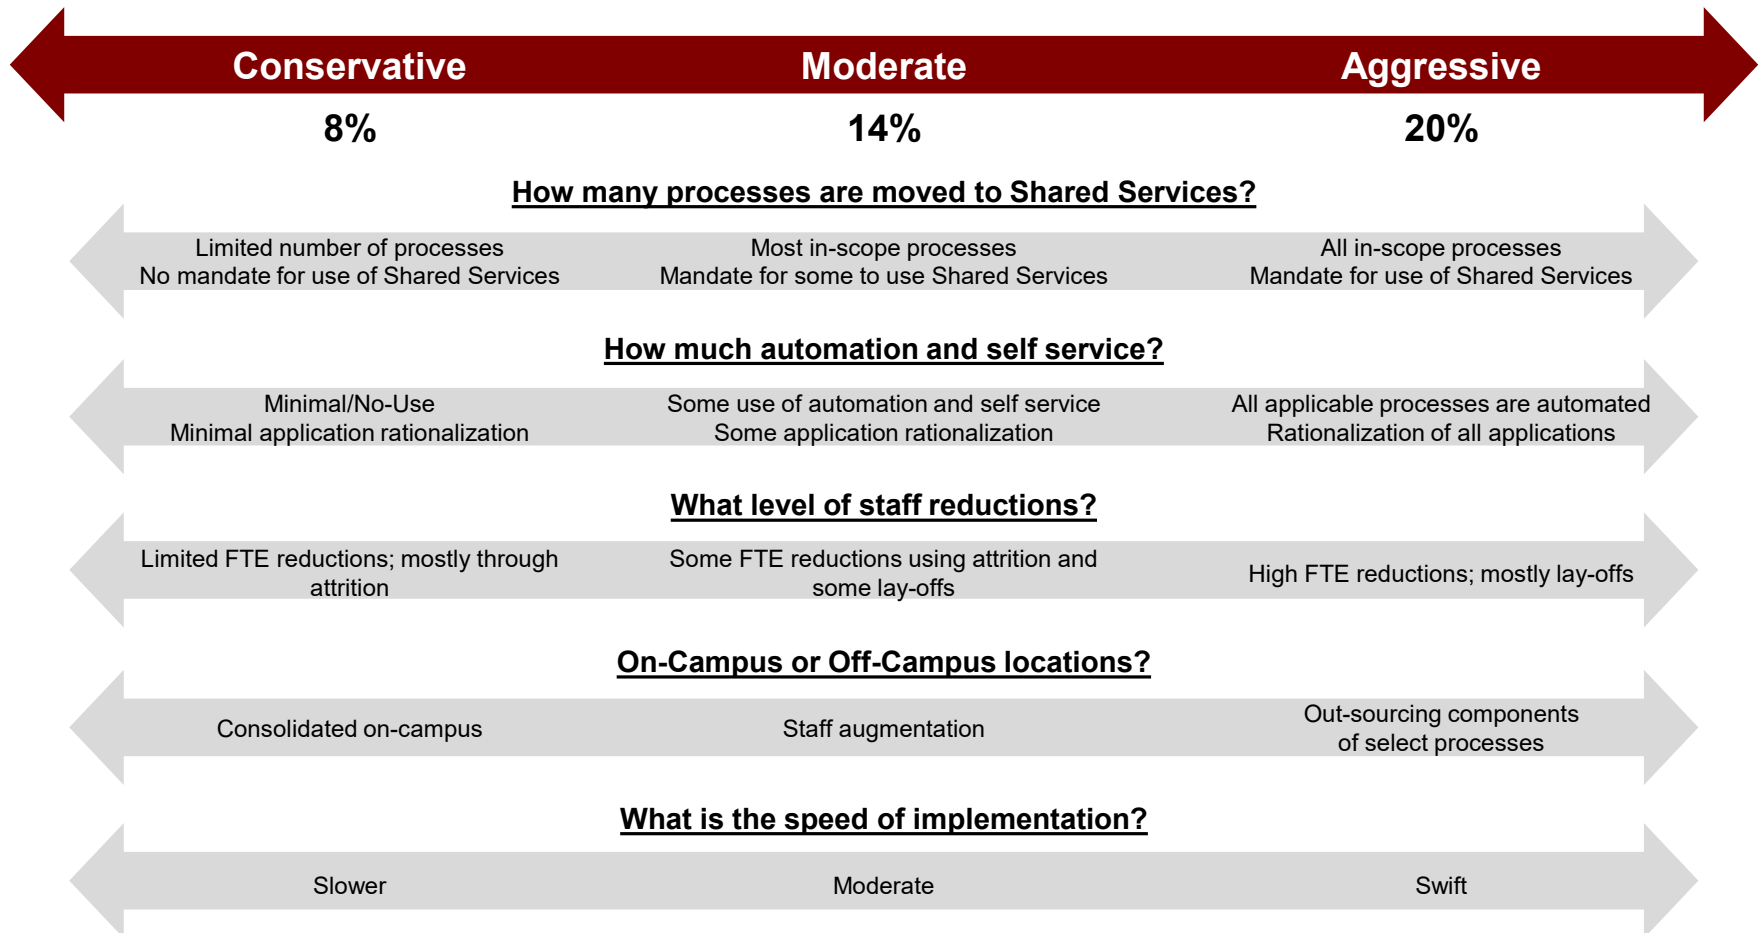 Conservative
Moderate
Aggressive
8%
14%
20%
How many processes are moved to Shared Services?
Limited number of processes
No mandate for use of Shared Services
Most in-scope processes
Mandate for some to use Shared Services
All in-scope processes
Mandate for use of Shared Services
How much automation and self service?
Minimal/No-Use
Minimal application rationalization
Some use of automation and self service
Some application rationalization
All applicable processes are automated
Rationalization of all applications
What level of staff reductions?
Limited FTE reductions; mostly through
attrition
Some FTE reductions using attrition and
some lay-offs
High FTE reductions; mostly lay-offs
On-Campus or Off-Campus locations?
Consolidated on-campus
Staff augmentation
Out-sourcing components
of select processes
What is the speed of implementation?
Slower
Moderate
Swift